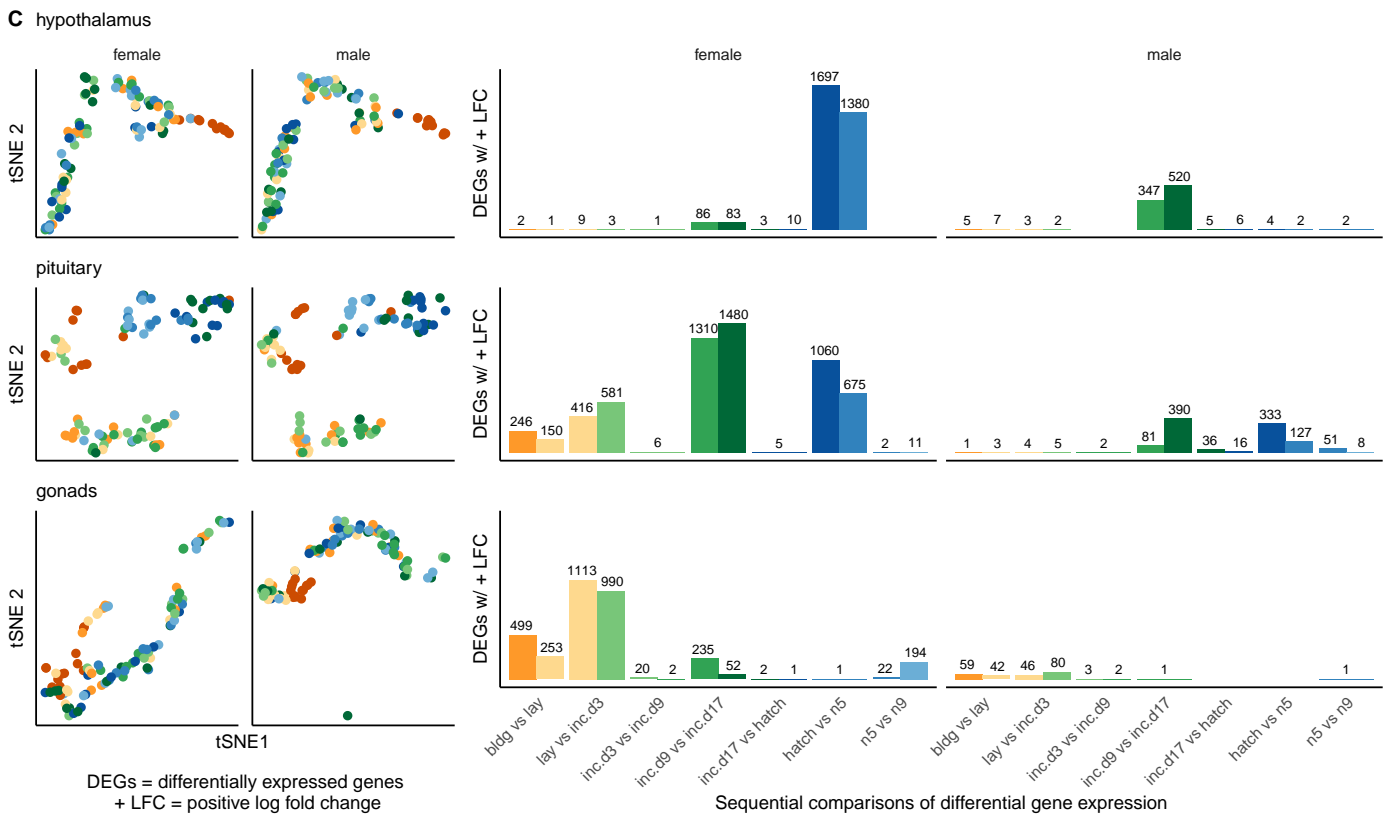 C hypothalamus
female male female male
tSNE 2
DEGs w/ + LFC
2 1 9 3 1 86 83 3 10 1697 1380
5 7 3 2 347 520 5 6 4 2 2
pituitary
tSNE 2
DEGs w/ + LFC
246 150 416 581 6 1310 1480 5 1060 675 2 11
1 3 4 5 2 81 390 36 16 333 127 51 8
gonads
tSNE 2
DEGs w/ + LFC
499 253 1113 990 20 2 235 52 2 1 1 22 194
59 42 46 80 3 2 1 1
tSNE1
bldg vs lay
lay vs inc.d3
inc.d3 vs inc.d9
inc.d9 vs inc.d17
inc.d17 vs hatch
hatch vs n5
n5 vs n9
bldg vs lay
lay vs inc.d3
inc.d3 vs inc.d9
inc.d9 vs inc.d17
inc.d17 vs hatch
hatch vs n5
n5 vs n9
DEGs = differentially expressed genes
+ LFC = positive log fold change
Sequential comparisons of differential gene expression